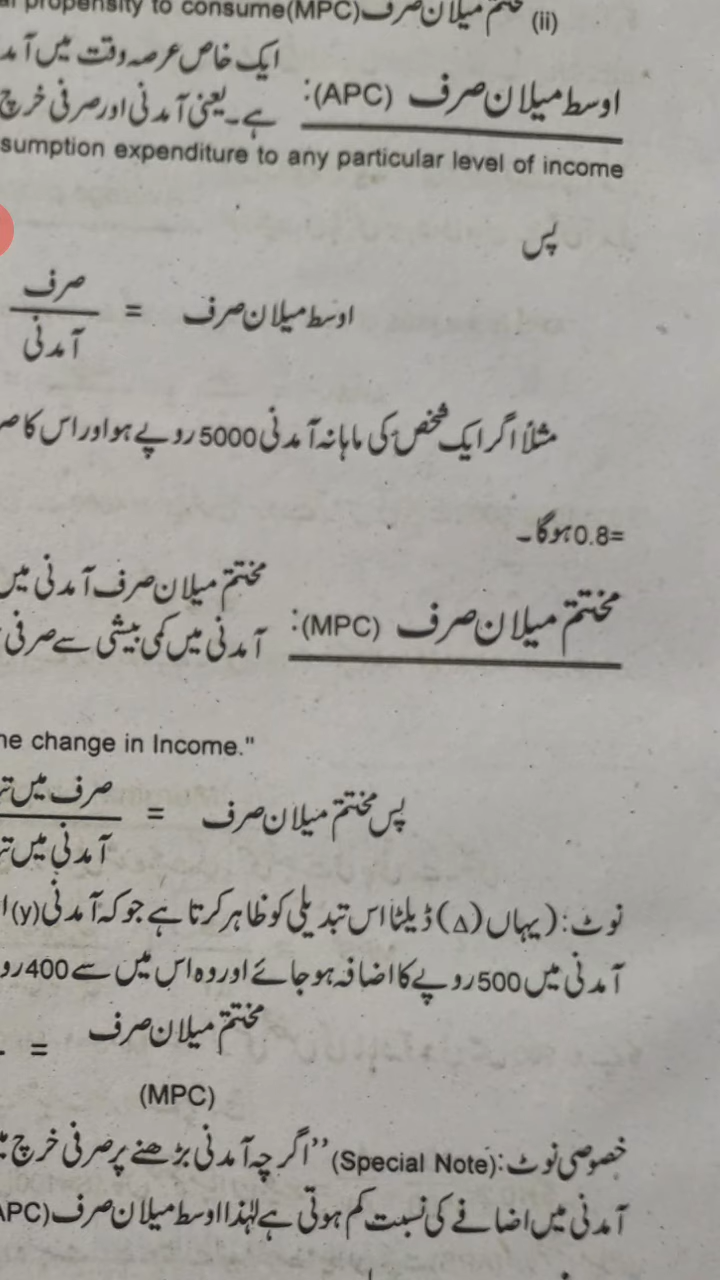 (ii) مختتم میلان صرف(MPC)propensity to consume
ایک خاص عرصہ وقت میں آمد
اوسط میلان صرف (APC):
ہے۔ یعنی آمدنی اور صرفی خرچ
sumption expenditure to any particular level of income
پس
اوسط میلان صرف = صرف
آمدنی
مثلاً اگر ایک شخص کی ماہانہ آمدنی 5000 روپے ہو اور اس کا
=0.8 ہوگا۔
مختتم میلان صرف آمدنی میں
مختتم میلان صرف (MPC):
آمدنی میں کمی بیشی سے صرفی
he change in Income."
پس مختتم میلان صرف = صرف میں
آمدنی میں
نوٹ: (یہاں (Δ) ڈیلٹا اس تبدیلی کو ظاہر کرتا ہے جو کہ آمدنی(y)
آمدنی میں 500 روپے کا اضافہ ہو جائے اور وہ اس میں سے 400
مختتم میلان صرف =
(MPC)
خصوصی نوٹ:(Special Note) ’’اگرچہ آمدنی بڑھنے پر صرفی خرچ
آمدنی میں اضافے کی نسبت کم ہوتی ہے لہٰذا اوسط میلان صرف(APC